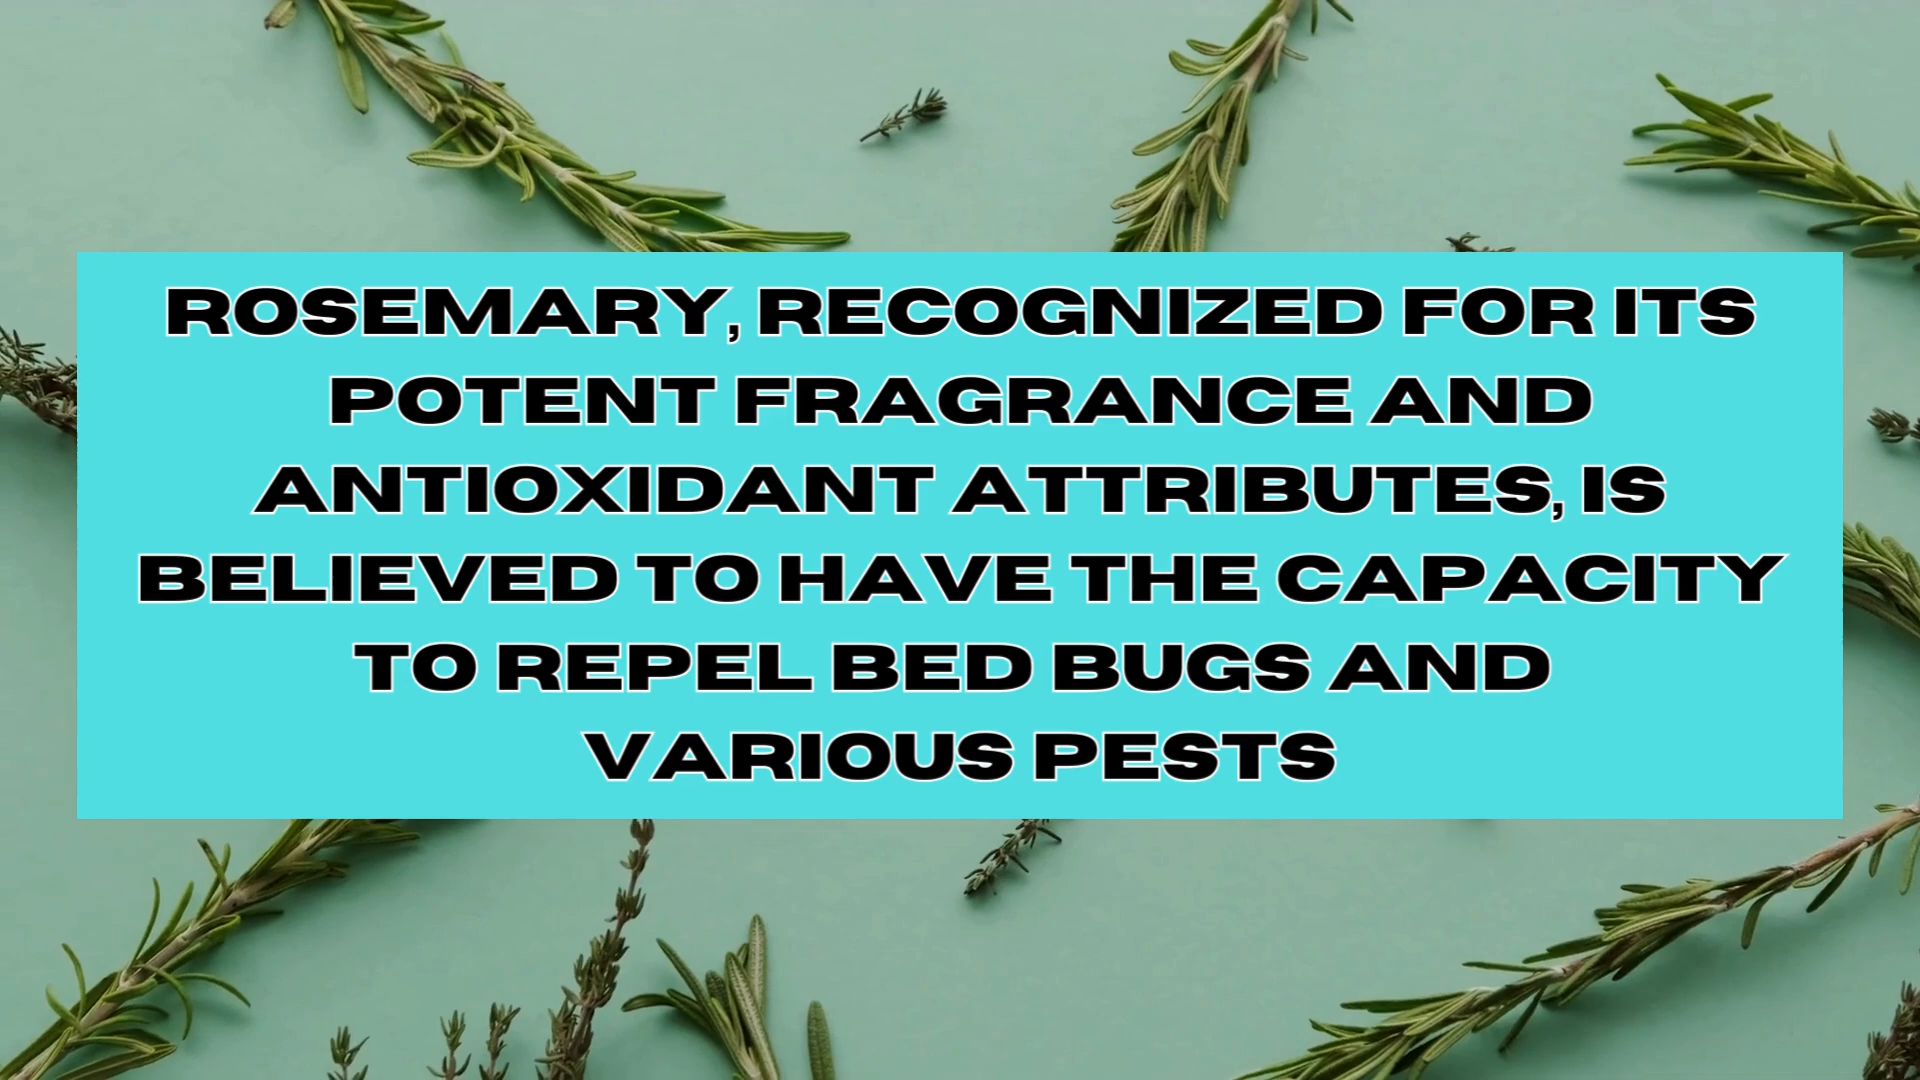 ROSEMARY, RECOGNIZED FOR ITS
POTENT FRAGRANCE AND
ANTIOXIDANT ATTRIBUTES, IS
BELIEVED TO HAVE THE CAPACITY
TO REPEL BED BUGS AND
VARIOUS PESTS